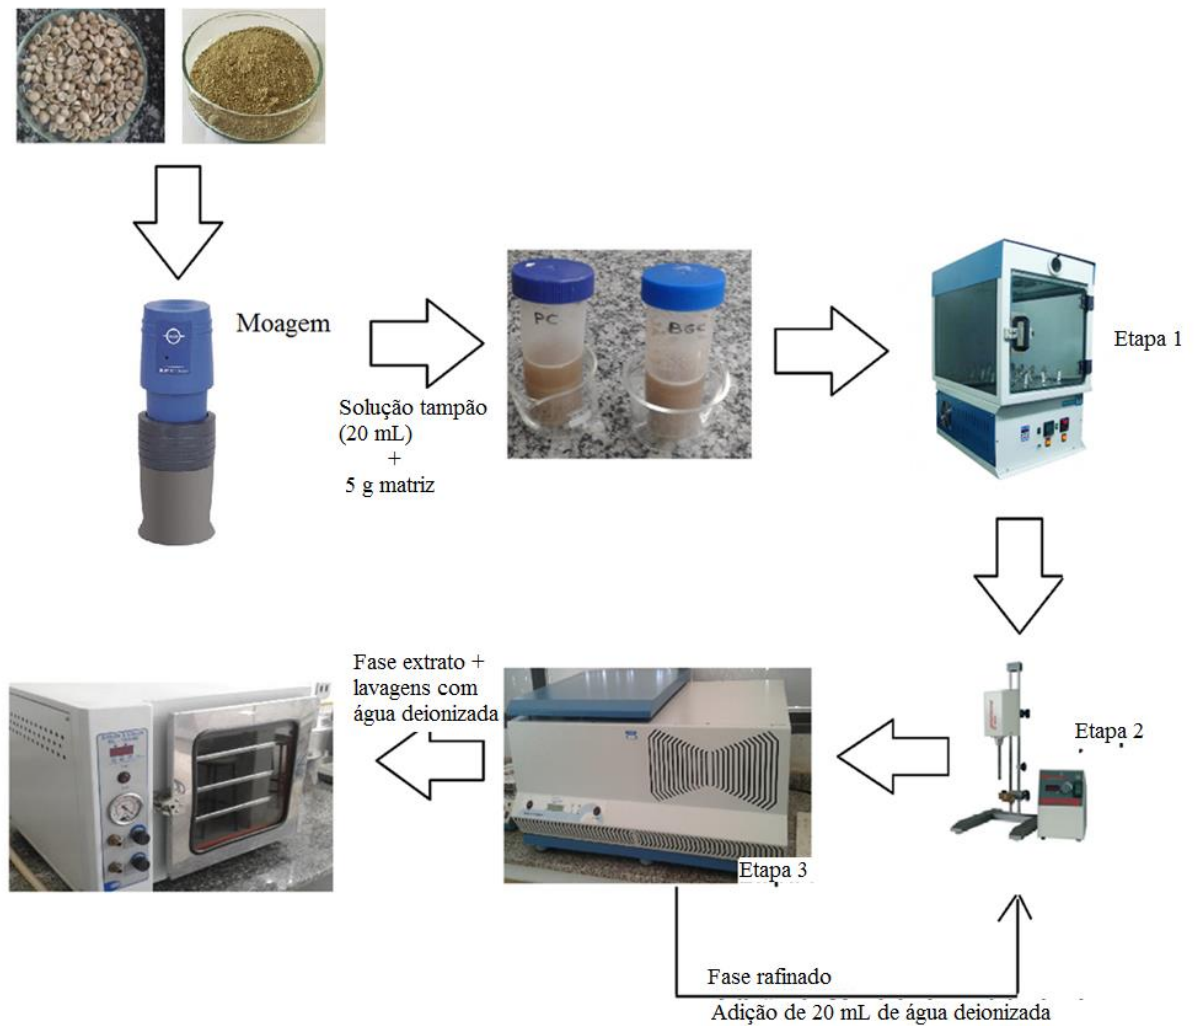 Moagem
Solução tampão
(20 mL)
+
5 g matriz
PC
BGC
Etapa 1
Etapa 2
Etapa 3
Fase extrato +
lavagens com
água deionizada
Fase rafinado
Adição de 20 mL de água deionizada